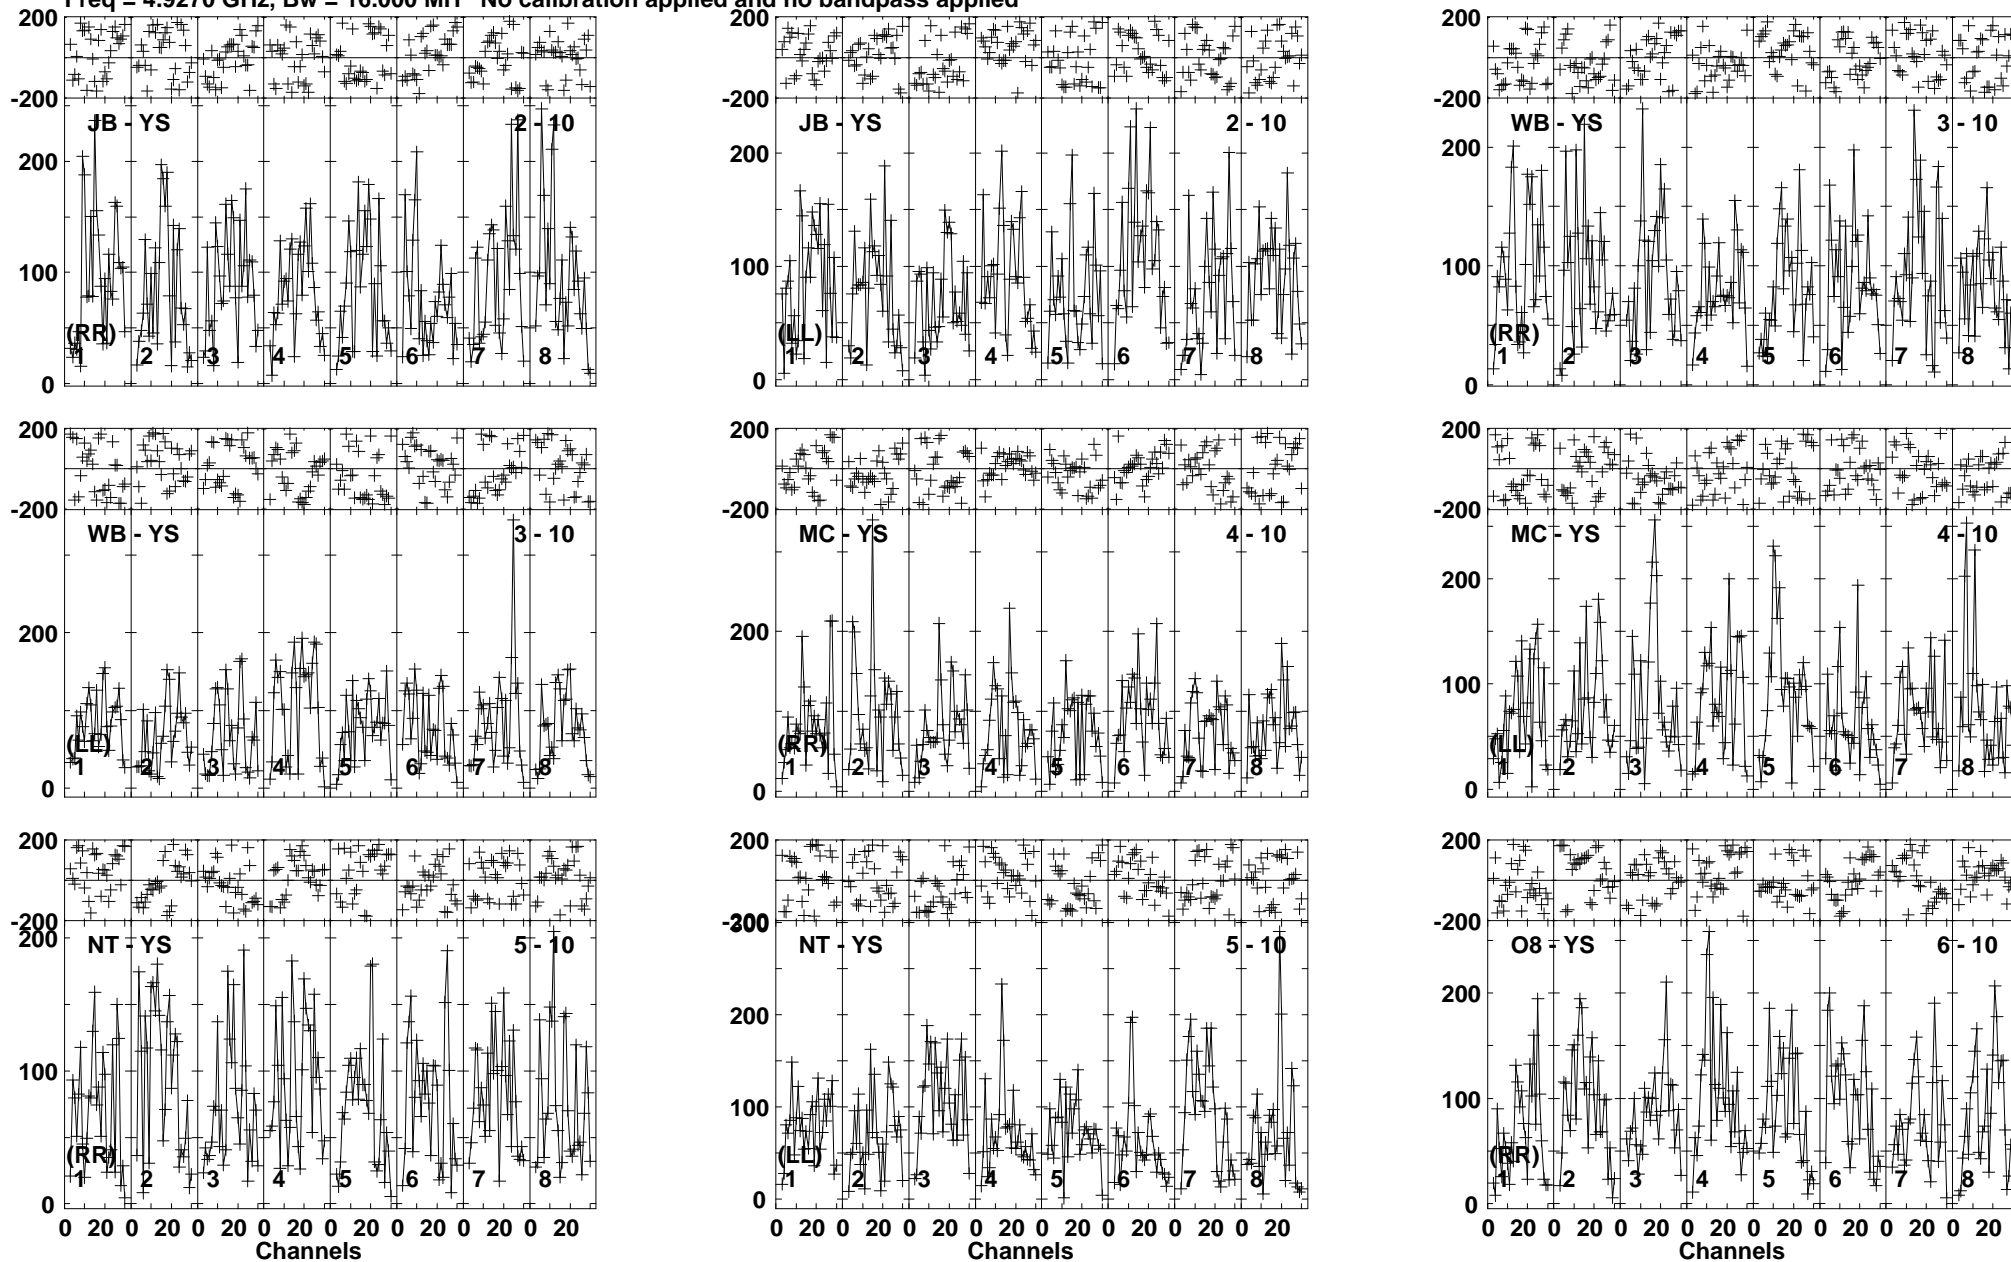 Freq = 4.9270 GHz, Bw = 16.000 MH No calibration applied and no bandpass applied
200 200 200
-200 -200 -200
JB - YS 2 - 10 JB - YS 2 - 10 WB - YS 3 - 10
200 200 200
100 100 100
(RR) (LL) (RR)
1 2 3 4 5 6 7 8 1 2 3 4 5 6 7 8 1 2 3 4 5 6 7 8
0 0 0
200 200 200
-200 -200 -200
WB - YS 3 - 10 MC - YS 4 - 10 MC - YS 4 - 10
200 200 200
100
(LL) (RR) (LL)
1 2 3 4 5 6 7 8 1 2 3 4 5 6 7 8 1 2 3 4 5 6 7 8
0 0 0
200 200 200
-200 -200 -200
200 300
NT - YS 5 - 10 NT - YS 5 - 10 O8 - YS 6 - 10
200 200
100 100 100
(RR) (LL) (RR)
1 2 3 4 5 6 7 8 1 2 3 4 5 6 7 8 1 2 3 4 5 6 7 8
0 0 0
0 20 0 20 0 20 0 20 0 20 0 20 0 20 0 20 0 20 0 20 0 20 0 20 0 20 0 20 0 20 0 20 0 20 0 20 0 20 0 20 0 20 0 20 0 20 0 20
Channels Channels Channels